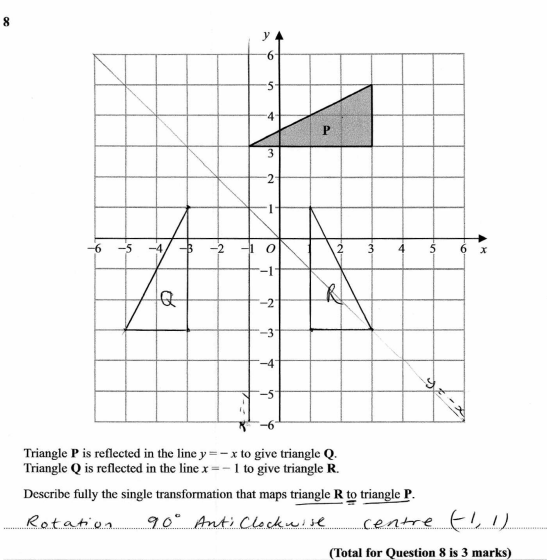 8
y
6
5
4
P
3
2
1
-6 -5 -4 -3 -2 -1 O 1 2 3 4 5 6 x
-1
Q R
-2
-3
-4
-5
y = -x
-6
Triangle P is reflected in the line y = − x to give triangle Q.
Triangle Q is reflected in the line x = − 1 to give triangle R.
Describe fully the single transformation that maps triangle R to triangle P.
Rotation 90° AntiClockwise centre (-1, 1)
(Total for Question 8 is 3 marks)